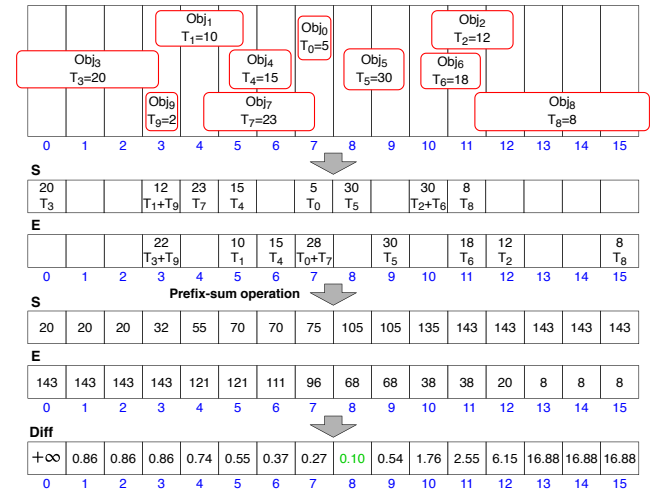 Obj1 T1=10
Obj0 T0=5
Obj2 T2=12
Obj3 T3=20
Obj4 T4=15
Obj5 T5=30
Obj6 T6=18
Obj9 T9=2
Obj7 T7=23
Obj8 T8=8
0 1 2 3 4 5 6 7 8 9 10 11 12 13 14 15
S
20 12 23 15 5 30 30 8
T3 T1+T9 T7 T4 T0 T5 T2+T6 T8
E
22 10 15 28 30 18 12 8
T3+T9 T1 T4 T0+T7 T5 T6 T2 T8
0 1 2 3 4 5 6 7 8 9 10 11 12 13 14 15
Prefix-sum operation
S
20 20 20 32 55 70 70 75 105 105 135 143 143 143 143 143
E
143 143 143 143 121 121 111 96 68 68 38 38 20 8 8 8
0 1 2 3 4 5 6 7 8 9 10 11 12 13 14 15
Diff
+∞ 0.86 0.86 0.86 0.74 0.55 0.37 0.27 0.10 0.54 1.76 2.55 6.15 16.88 16.88 16.88
0 1 2 3 4 5 6 7 8 9 10 11 12 13 14 15